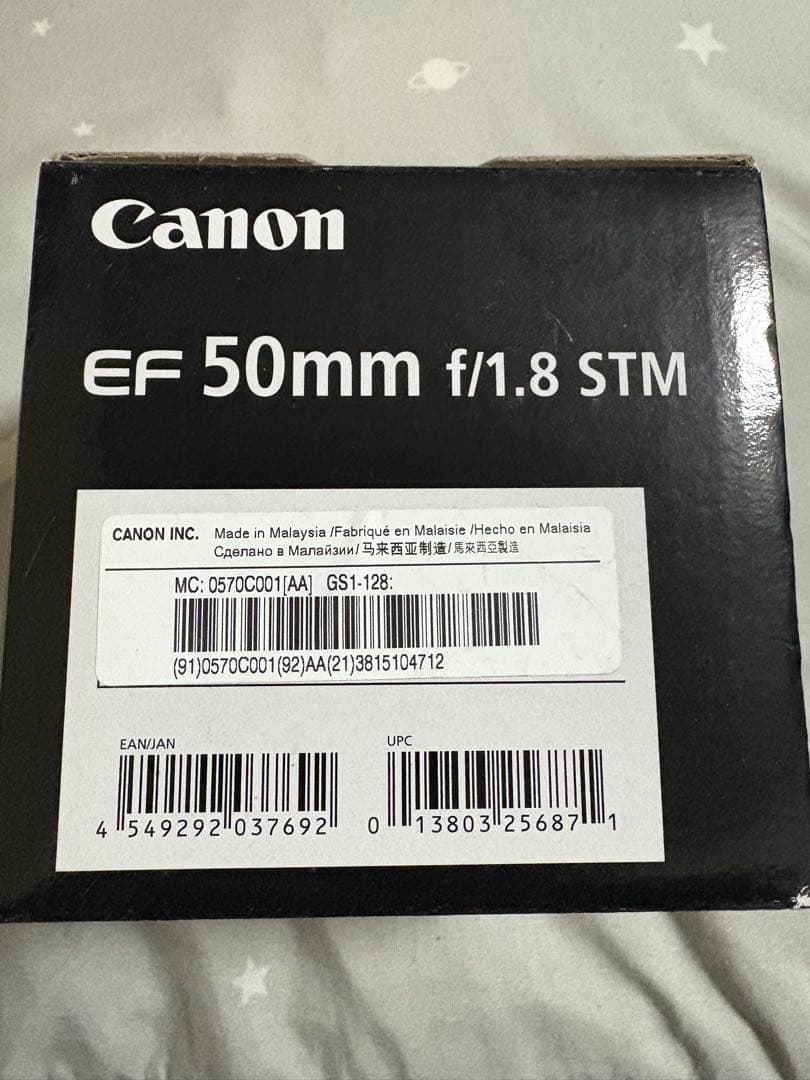 Canon
EF 50mm f/1.8 STM
CANON INC. Made in Malaysia /Fabriqué en Malaisie /Hecho en Malaisia
Сделано в Малайзии/马来西亚制造/馬來西亞製造
MC: 0570C001[AA] GS1-128:
(91)0570C001(92)AA(21)3815104712
EAN/JAN
4 549292 037692
UPC
0 13803 25687 1